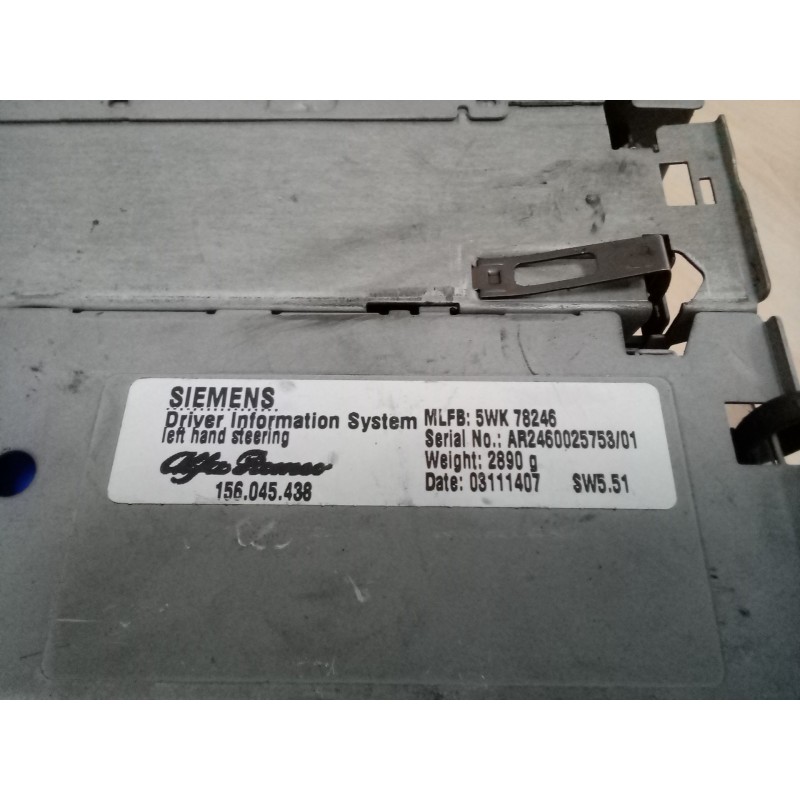 SIEMENS
Driver Information System
left hand steering
Alfa Romeo
156.045.438
MLFB: 5WK 78246
Serial No.: AR2460025753/01
Weight: 2890 g
Date: 03111407 SW5.51